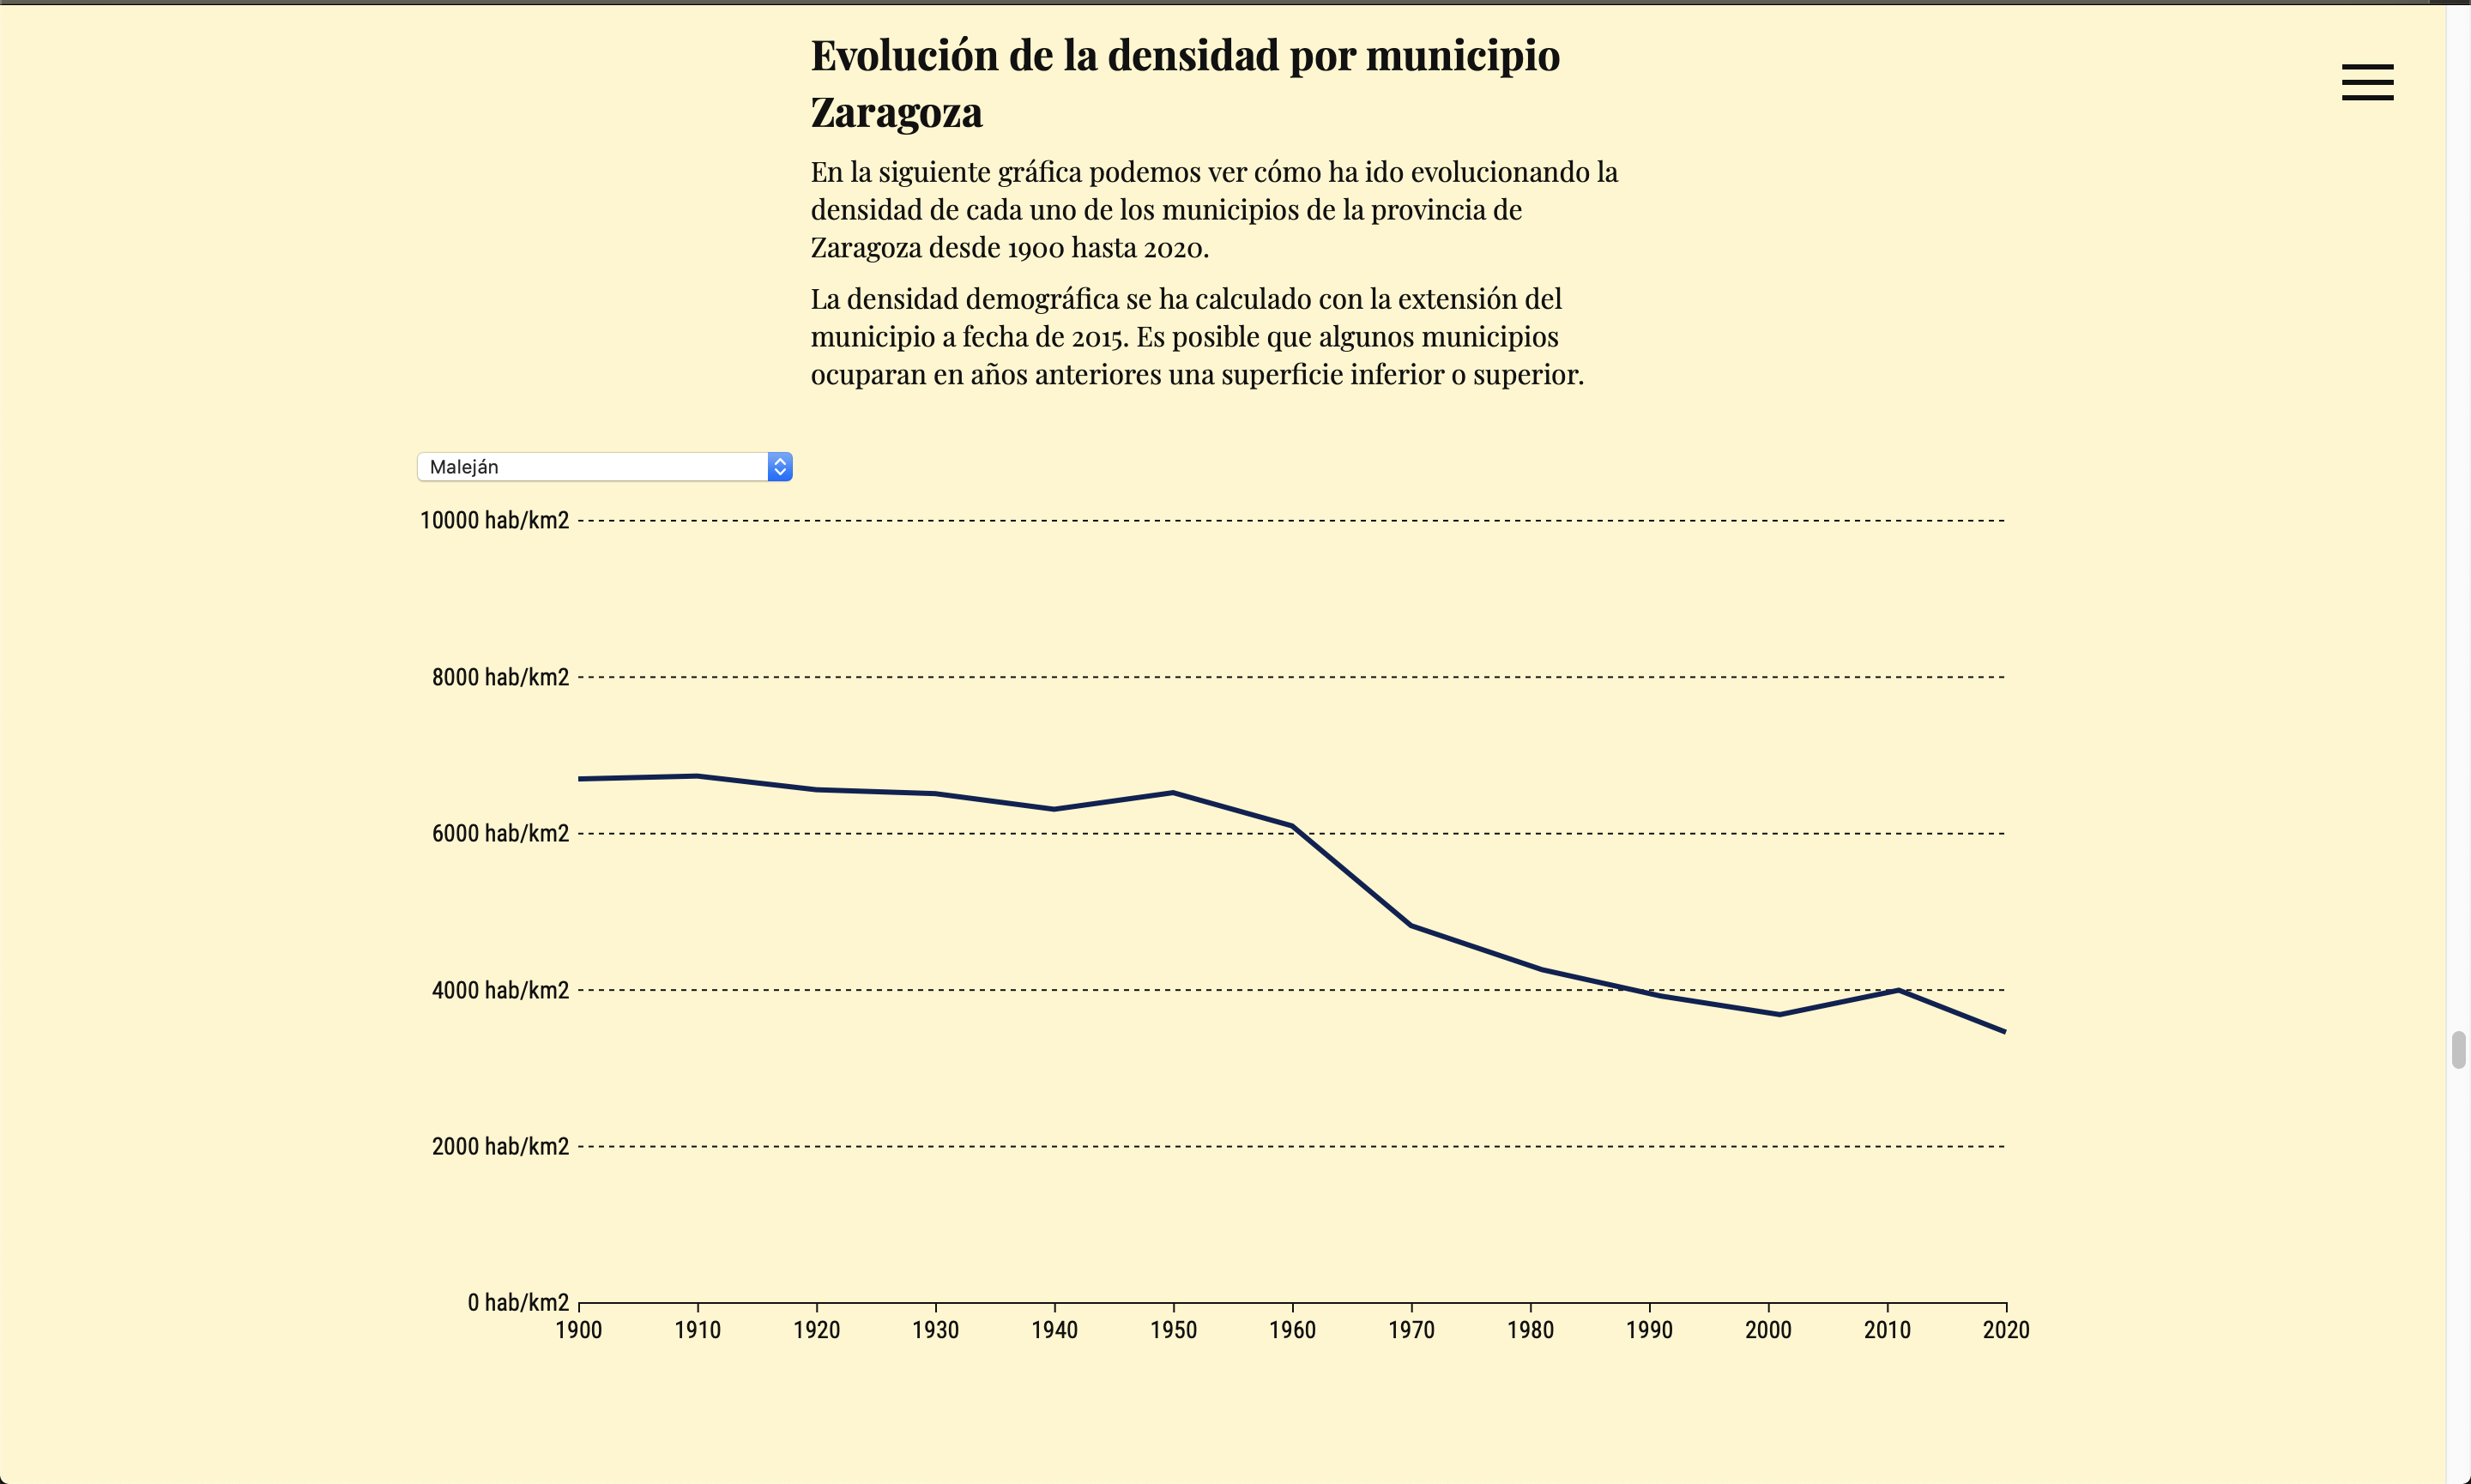 Evolución de la densidad por municipio
Zaragoza
En la siguiente gráfica podemos ver cómo ha ido evolucionando la
densidad de cada uno de los municipios de la provincia de
Zaragoza desde 1900 hasta 2020.
La densidad demográfica se ha calculado con la extensión del
municipio a fecha de 2015. Es posible que algunos municipios
ocuparan en años anteriores una superficie inferior o superior.
Maleján
10000 hab/km2
8000 hab/km2
6000 hab/km2
4000 hab/km2
2000 hab/km2
0 hab/km2
1900 1910 1920 1930 1940 1950 1960 1970 1980 1990 2000 2010 2020